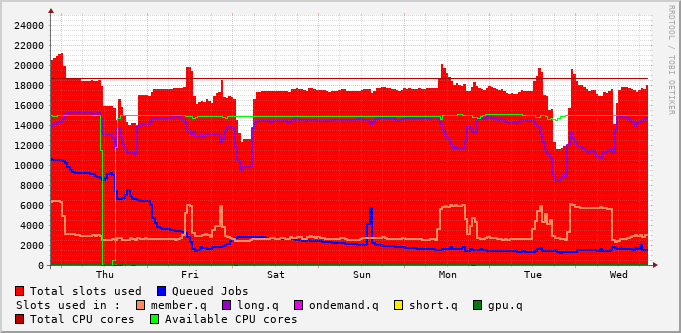 24000
22000
20000
18000
16000
14000
12000
10000
8000
6000
4000
2000
0
Thu Fri Sat Sun Mon Tue Wed
RRDTOOL / TOBI OETIKER
Total slots used Queued Jobs
Slots used in : member.q long.q ondemand.q short.q gpu.q
Total CPU cores Available CPU cores